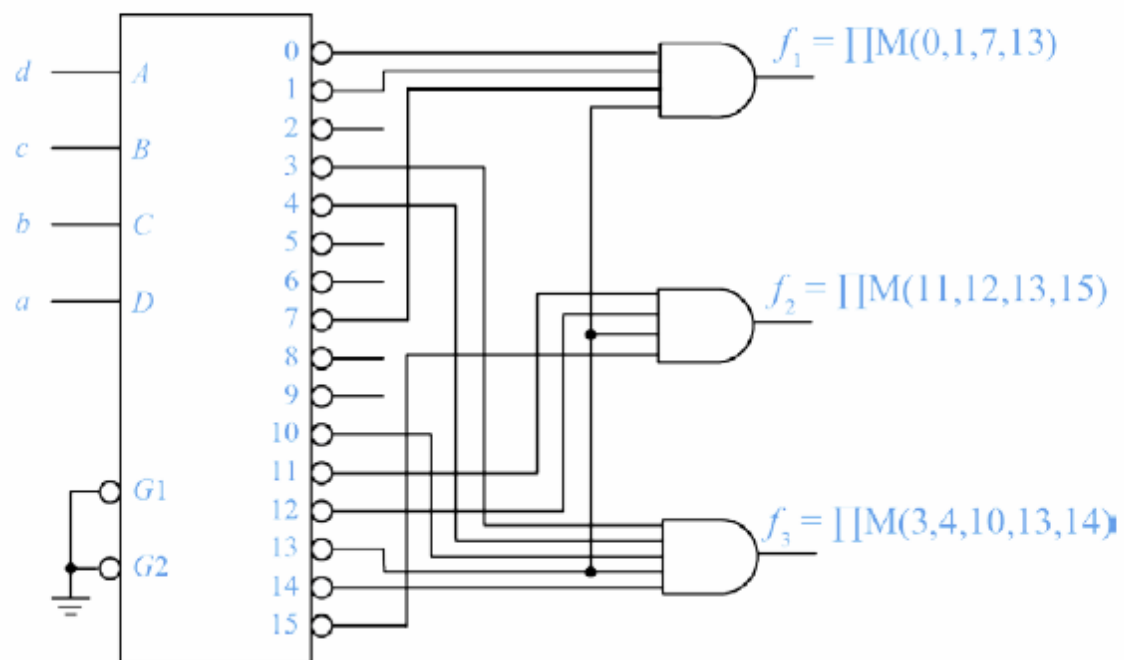 d
A
c
B
b
C
a
D
G1
G2
0
1
2
3
4
5
6
7
8
9
10
11
12
13
14
15
f₁ = ∏M(0,1,7,13)
f₂ = ∏M(11,12,13,15)
f₃ = ∏M(3,4,10,13,14)